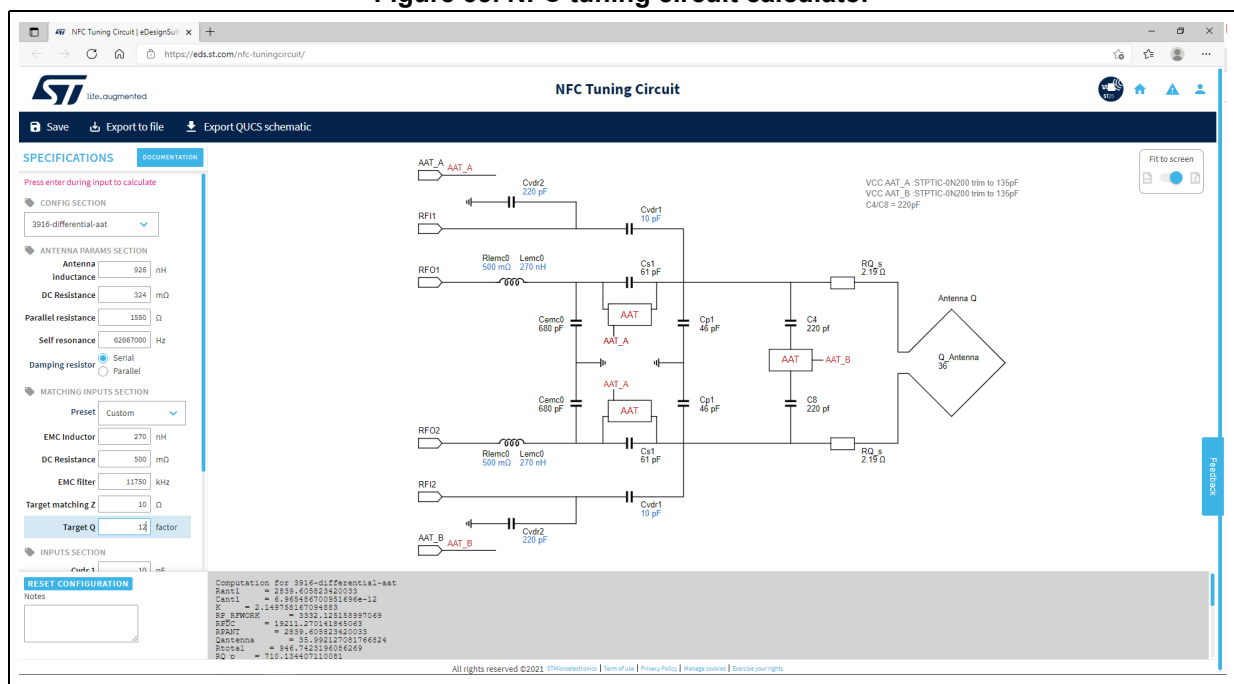 NFC Tuning Circuit | eDesignSuit
https://eds.st.com/nfc-tuningcircuit/
life.augmented
NFC Tuning Circuit
Save
Export to file
Export QUCS schematic
SPECIFICATIONS
DOCUMENTATION
Press enter during input to calculate
CONFIG SECTION
3916-differential-aat
ANTENNA PARAMS SECTION
Antenna
inductance 926 nH
DC Resistance 324 mΩ
Parallel resistance 1550 Ω
Self resonance 62667000 Hz
Damping resistor Serial
Parallel
MATCHING INPUTS SECTION
Preset Custom
EMC Inductor 270 nH
DC Resistance 500 mΩ
EMC filter 11750 kHz
Target matching Z 10 Ω
Target Q 12 factor
INPUTS SECTION
RESET CONFIGURATION
Notes
AAT_A AAT_A
Cvdr2
220 pF
Cvdr1
10 pF
RFI1
VCC AAT_A :STPTIC-0N200 trim to 135pF
VCC AAT_B :STPTIC-0N200 trim to 135pF
C4/C8 = 220pF
Fit to screen
RFO1
Rlemc0 Lemc0
500 mΩ 270 nH
Cs1
61 pF
RQ_s
2.19 Ω
AAT
AAT_A
Cemc0
680 pF
Cp1
46 pF
C4
220 pf
AAT
AAT_B
Antenna Q
Q_Antenna
36
AAT_A
AAT
Cemc0
680 pF
Cp1
46 pF
C8
220 pf
RFO2
Rlemc0 Lemc0
500 mΩ 270 nH
Cs1
61 pF
RQ_s
2.19 Ω
RFI2
Cvdr1
10 pF
Cvdr2
220 pF
AAT_B AAT_B
Feedback
Computation for 3916-differential-aat
Rant1 = 2839.605823420033
Cant1 = 6.965486700951696e-12
K = 2.149758167094883
RP_RFWORK = 3332.125158997069
RPDC = 19211.270141845063
RPANT = 2839.605823420033
Qantenna = 35.992127081766824
Rtotal = 946.7423196086269
RQ_p = 710.134407110081
All rights reserved ©2021 STMicroelectronics | Term of use | Privacy Policy | Manage cookies | Exercise your rights